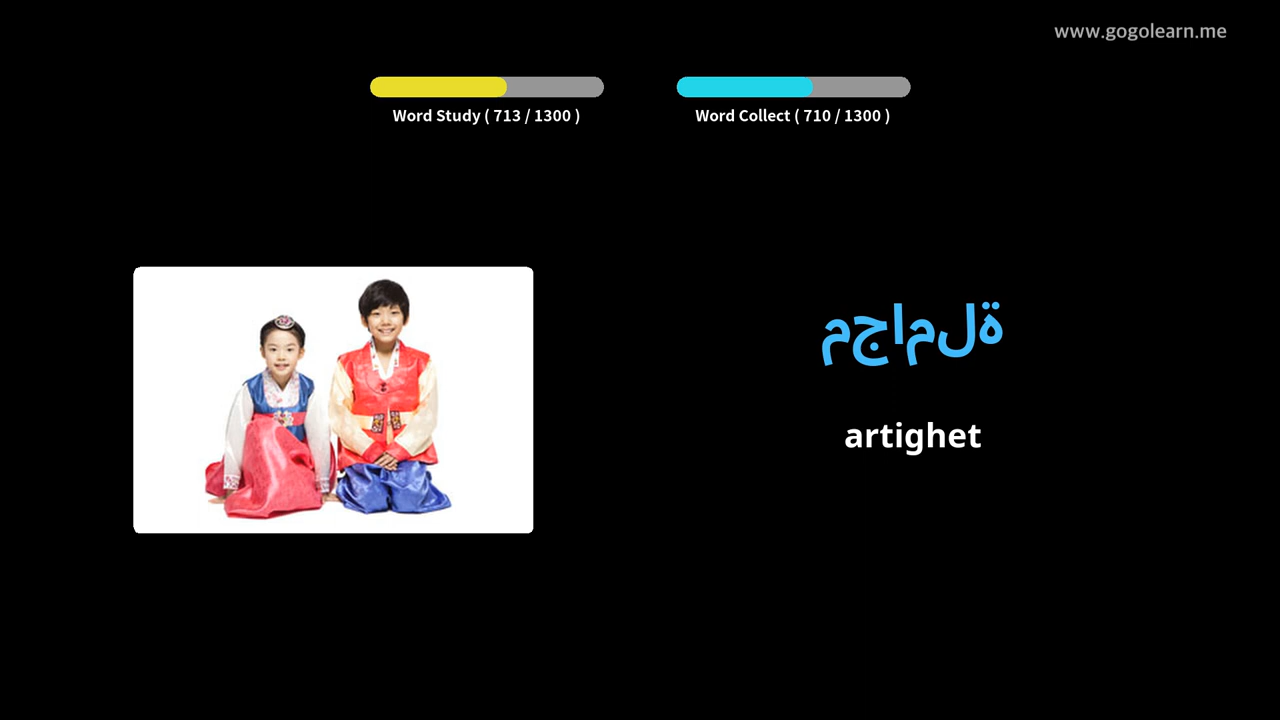 www.gogolearn.me
Word Study ( 713 / 1300 )
Word Collect ( 710 / 1300 )
مجاملة
artighet